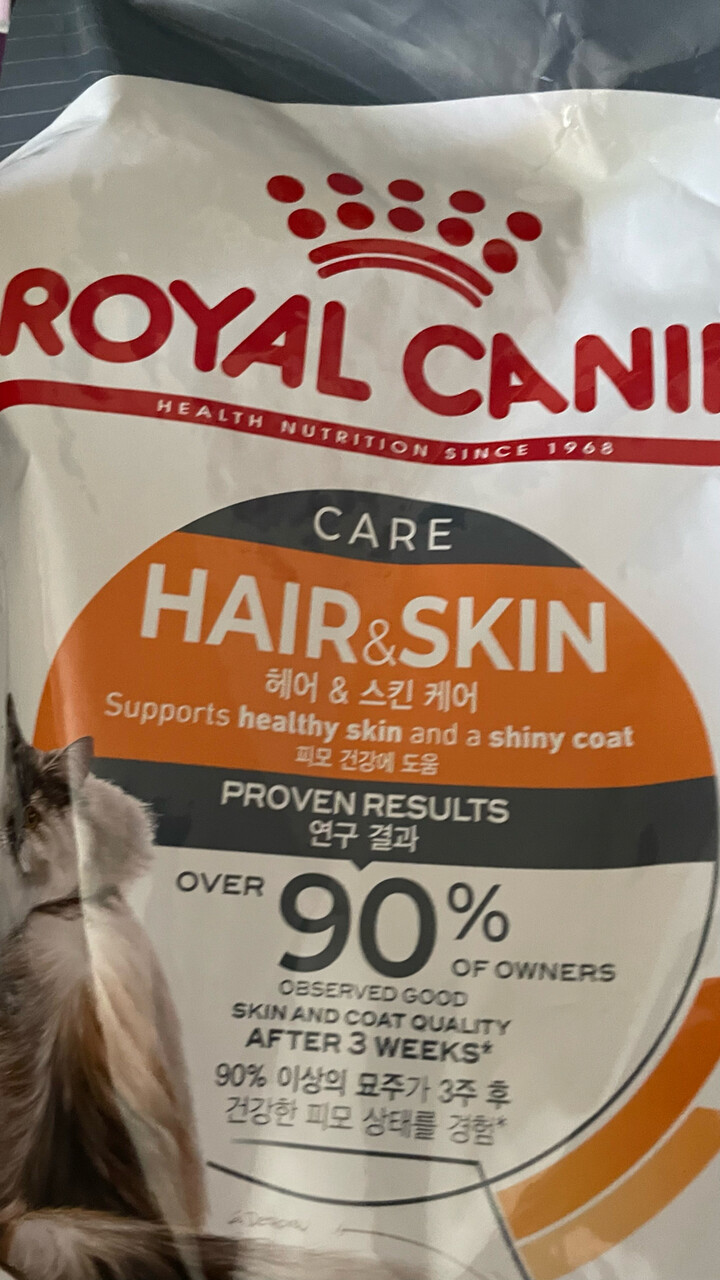 ROYAL CANI
HEALTH NUTRITION SINCE 1968
CARE
HAIR&SKIN
헤어 & 스킨 케어
Supports healthy skin and a shiny coat
피모 건강에 도움
PROVEN RESULTS
연구 결과
OVER 90%
OF OWNERS
OBSERVED GOOD
SKIN AND COAT QUALITY
AFTER 3 WEEKS*
90% 이상의 묘주가 3주 후
건강한 피모 상태를 경험*